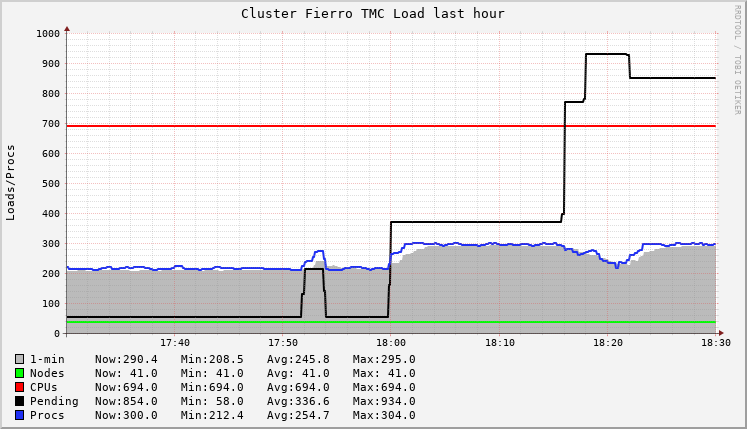 Cluster Fierro TMC Load last hour
RRDTOOL / TOBI OETIKER
Loads/Procs
1000
900
800
700
600
500
400
300
200
100
0
17:40 17:50 18:00 18:10 18:20 18:30
1-min Now:290.4 Min:208.5 Avg:245.8 Max:295.0
Nodes Now: 41.0 Min: 41.0 Avg: 41.0 Max: 41.0
CPUs Now:694.0 Min:694.0 Avg:694.0 Max:694.0
Pending Now:854.0 Min: 58.0 Avg:336.6 Max:934.0
Procs Now:300.0 Min:212.4 Avg:254.7 Max:304.0